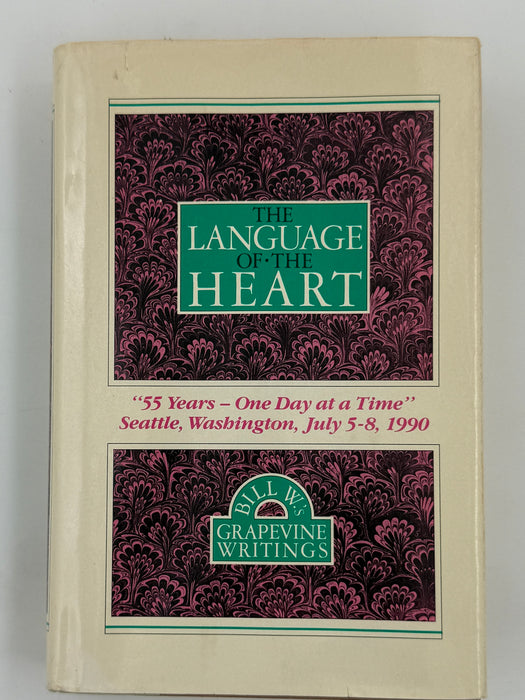 THE
LANGUAGE
OF·THE
HEART
"55 Years – One Day at a Time"
Seattle, Washington, July 5-8, 1990
BILL W.'s
GRAPEVINE
WRITINGS